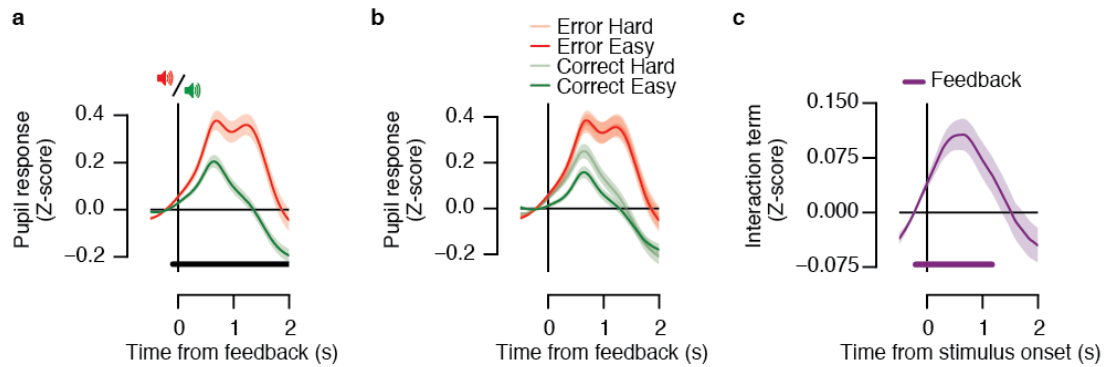 a
Pupil response
(Z-score)
0.4
0.2
0.0
−0.2
0
1
2
Time from feedback (s)
b
Error Hard
Error Easy
Correct Hard
Correct Easy
Pupil response
(Z-score)
0.4
0.2
0.0
−0.2
0
1
2
Time from feedback (s)
c
Feedback
Interaction term
(Z-score)
0.150
0.075
0.000
−0.075
0
1
2
Time from stimulus onset (s)